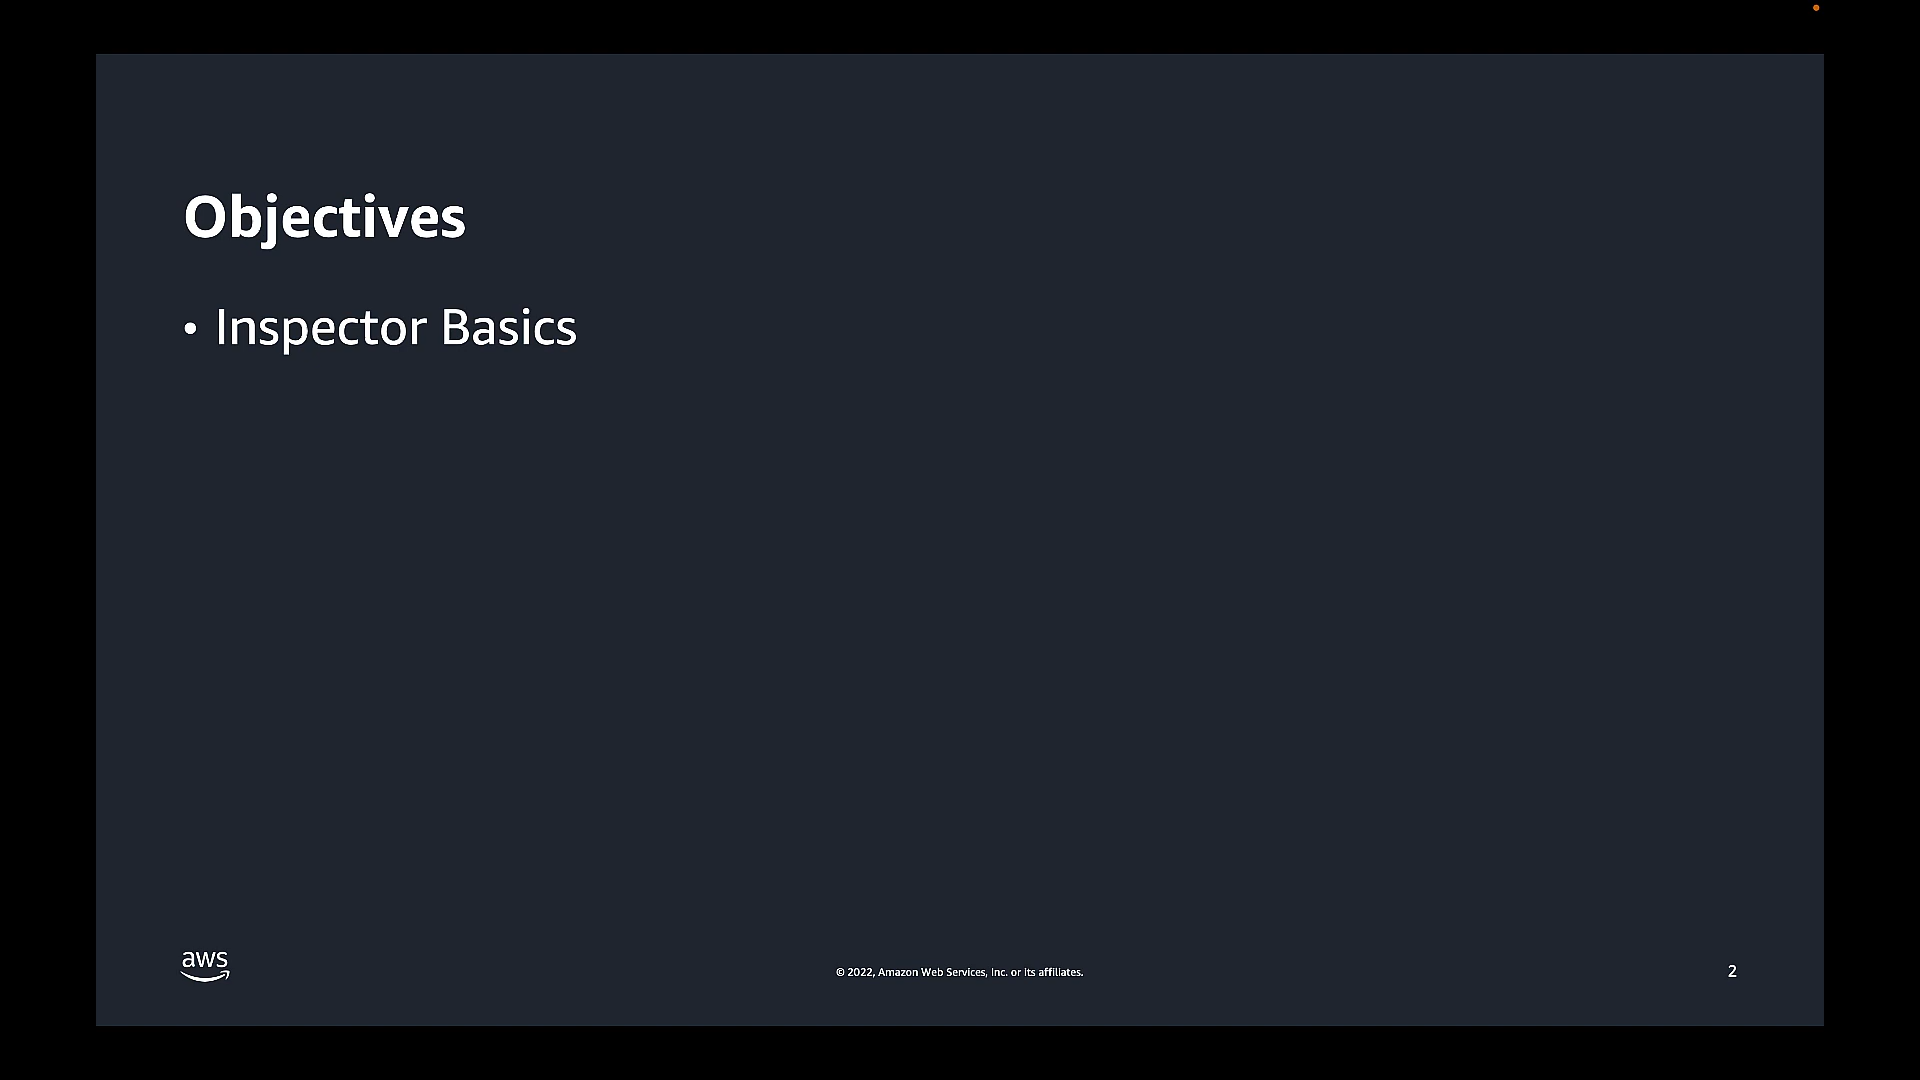 Objectives
• Inspector Basics
aws
© 2022, Amazon Web Services, Inc. or its affiliates.
2